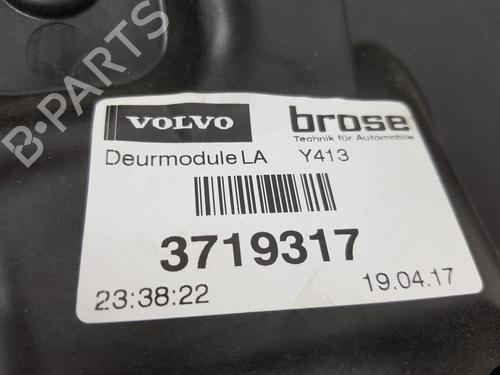 B-PARTS
VOLVO brose
Technik für Automobile
Deurmodule LA Y413
3719317
23:38:22 19.04.17